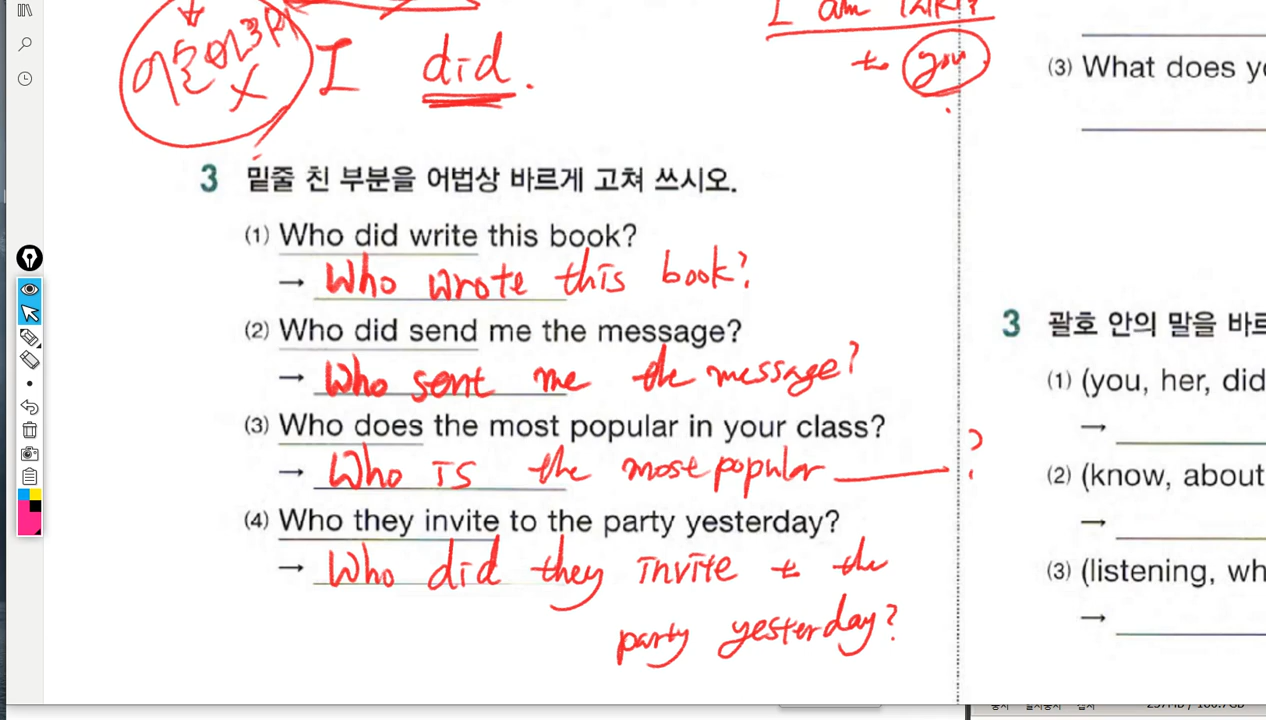 I am
to you.
I did.
X
(3) What does yo
3 밑줄 친 부분을 어법상 바르게 고쳐 쓰시오.
(1) Who did write this book?
→ Who wrote this book?
(2) Who did send me the message?
→ Who sent me the message?
(3) Who does the most popular in your class?
→ Who is the most popular ?
(4) Who they invite to the party yesterday?
→ Who did they invite to the
party yesterday?
3 괄호 안의 말을 바르
(1) (you, her, did
→
(2) (know, about
→
(3) (listening, wh
→